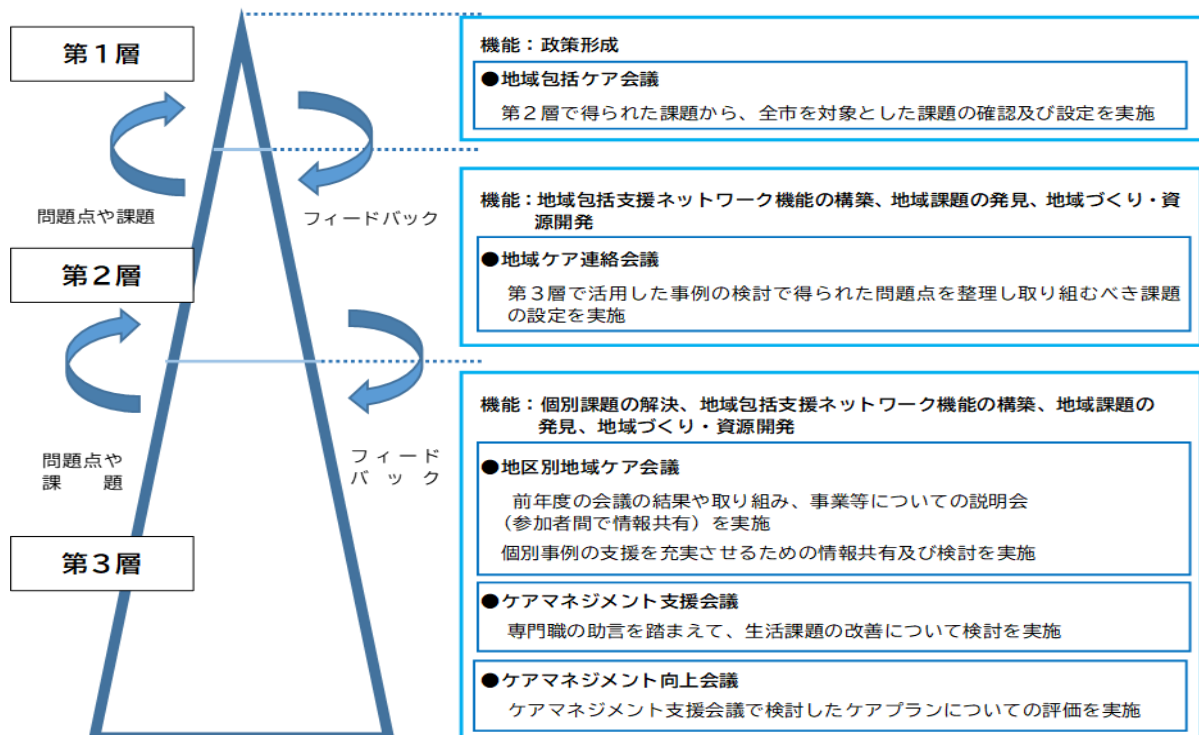 第1層
機能：政策形成
●地域包括ケア会議
第２層で得られた課題から、全市を対象とした課題の確認及び設定を実施
問題点や課題
フィードバック
第２層
機能：地域包括支援ネットワーク機能の構築、地域課題の発見、地域づくり・資
源開発
●地域ケア連絡会議
第３層で活用した事例の検討で得られた問題点を整理し取り組むべき課題
の設定を実施
問題点や
課　題
フィード
バック
第３層
機能：個別課題の解決、地域包括支援ネットワーク機能の構築、地域課題の
発見、地域づくり・資源開発
●地区別地域ケア会議
前年度の会議の結果や取り組み、事業等についての説明会
（参加者間で情報共有）を実施
個別事例の支援を充実させるための情報共有及び検討を実施
●ケアマネジメント支援会議
専門職の助言を踏まえて、生活課題の改善について検討を実施
●ケアマネジメント向上会議
ケアマネジメント支援会議で検討したケアプランについての評価を実施